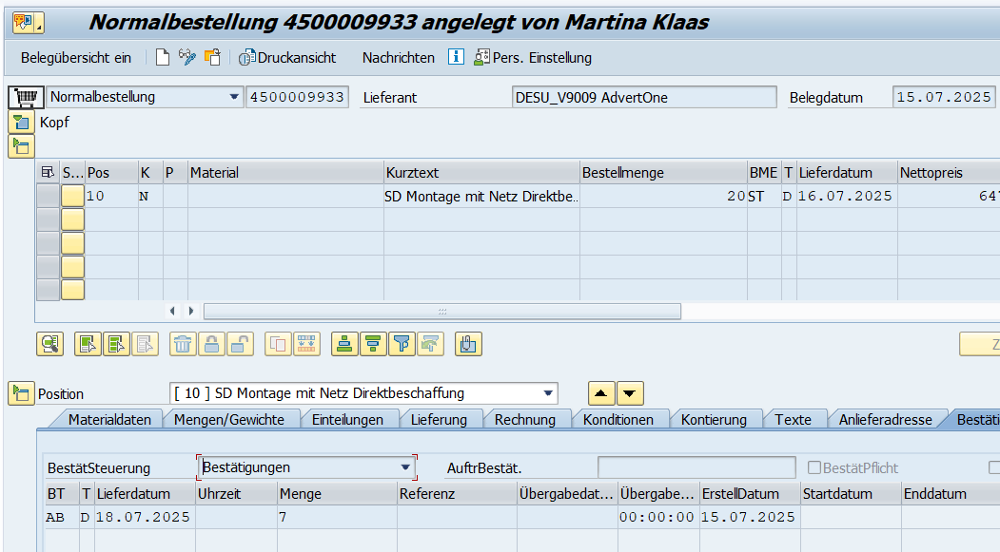 Normalbestellung 4500009933 angelegt von Martina Klaas
Belegübersicht ein Druckansicht Nachrichten Pers. Einstellung
Normalbestellung 4500009933 Lieferant DESU_V9009 AdvertOne Belegdatum 15.07.2025
Kopf
S... Pos K P Material Kurztext Bestellmenge BME T Lieferdatum Nettopreis
10 N SD Montage mit Netz Direktbe.. 20 ST D 16.07.2025 647
Z
Position [ 10 ] SD Montage mit Netz Direktbeschaffung
Materialdaten Mengen/Gewichte Einteilungen Lieferung Rechnung Konditionen Kontierung Texte Anlieferadresse Bestäti
BestätSteuerung Bestätigungen AuftrBestät. BestätPflicht
BT T Lieferdatum Uhrzeit Menge Referenz Übergabedat... Übergabe... ErstellDatum Startdatum Enddatum
AB D 18.07.2025 7 00:00:00 15.07.2025